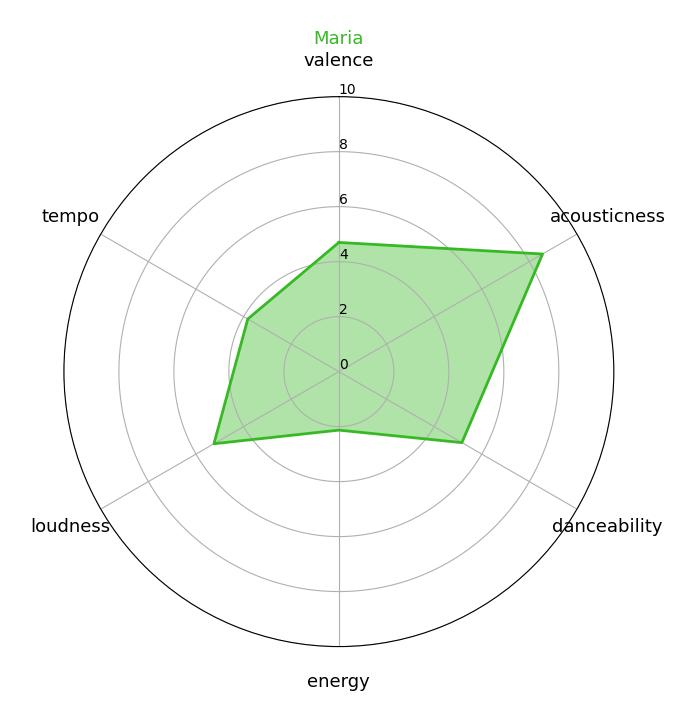 Maria
valence
10
8
6
4
2
0
tempo
acousticness
loudness
danceability
energy